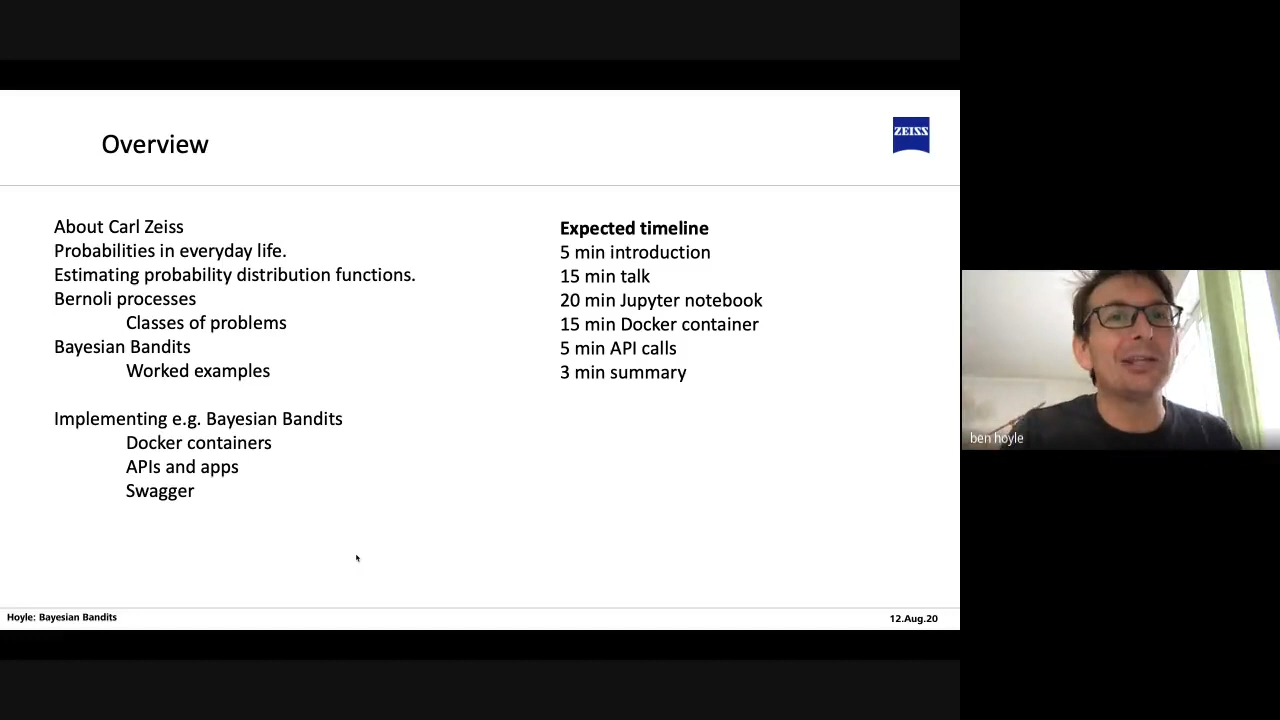 Overview
ZEISS
About Carl Zeiss
Probabilities in everyday life.
Estimating probability distribution functions.
Bernoli processes
Classes of problems
Bayesian Bandits
Worked examples
Implementing e.g. Bayesian Bandits
Docker containers
APIs and apps
Swagger
Expected timeline
5 min introduction
15 min talk
20 min Jupyter notebook
15 min Docker container
5 min API calls
3 min summary
ben hoyle
Hoyle: Bayesian Bandits
12.Aug.20